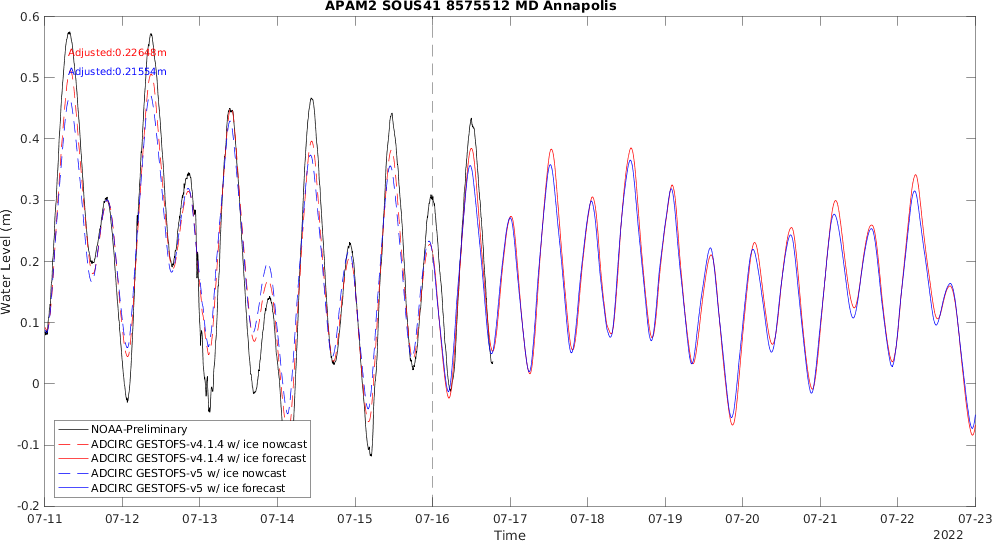 APAM2 SOUS41 8575512 MD Annapolis
0.6
0.5
0.4
0.3
0.2
0.1
0
-0.1
-0.2
Water Level (m)
Adjusted:0.22648m
Adjusted:0.21554m
NOAA-Preliminary
ADCIRC GESTOFS-v4.1.4 w/ ice nowcast
ADCIRC GESTOFS-v4.1.4 w/ ice forecast
ADCIRC GESTOFS-v5 w/ ice nowcast
ADCIRC GESTOFS-v5 w/ ice forecast
07-11 07-12 07-13 07-14 07-15 07-16 07-17 07-18 07-19 07-20 07-21 07-22 07-23
Time
2022